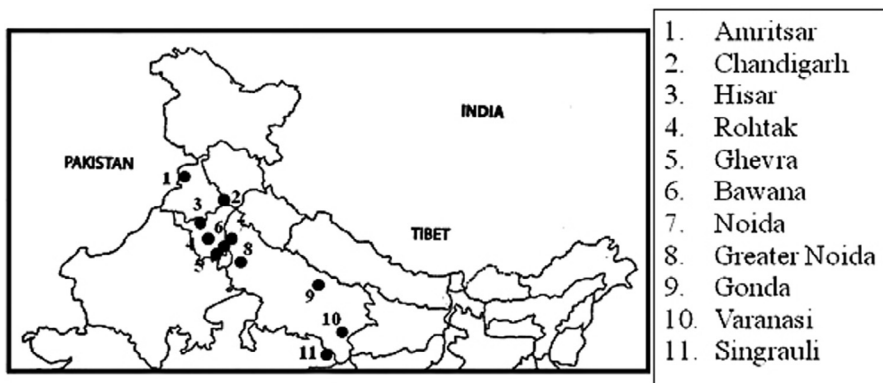 INDIA
PAKISTAN
TIBET
1
2
3
6
7
4
5
8
9
10
11
1. Amritsar
2. Chandigarh
3. Hisar
4. Rohtak
5. Ghevra
6. Bawana
7. Noida
8. Greater Noida
9. Gonda
10. Varanasi
11. Singrauli